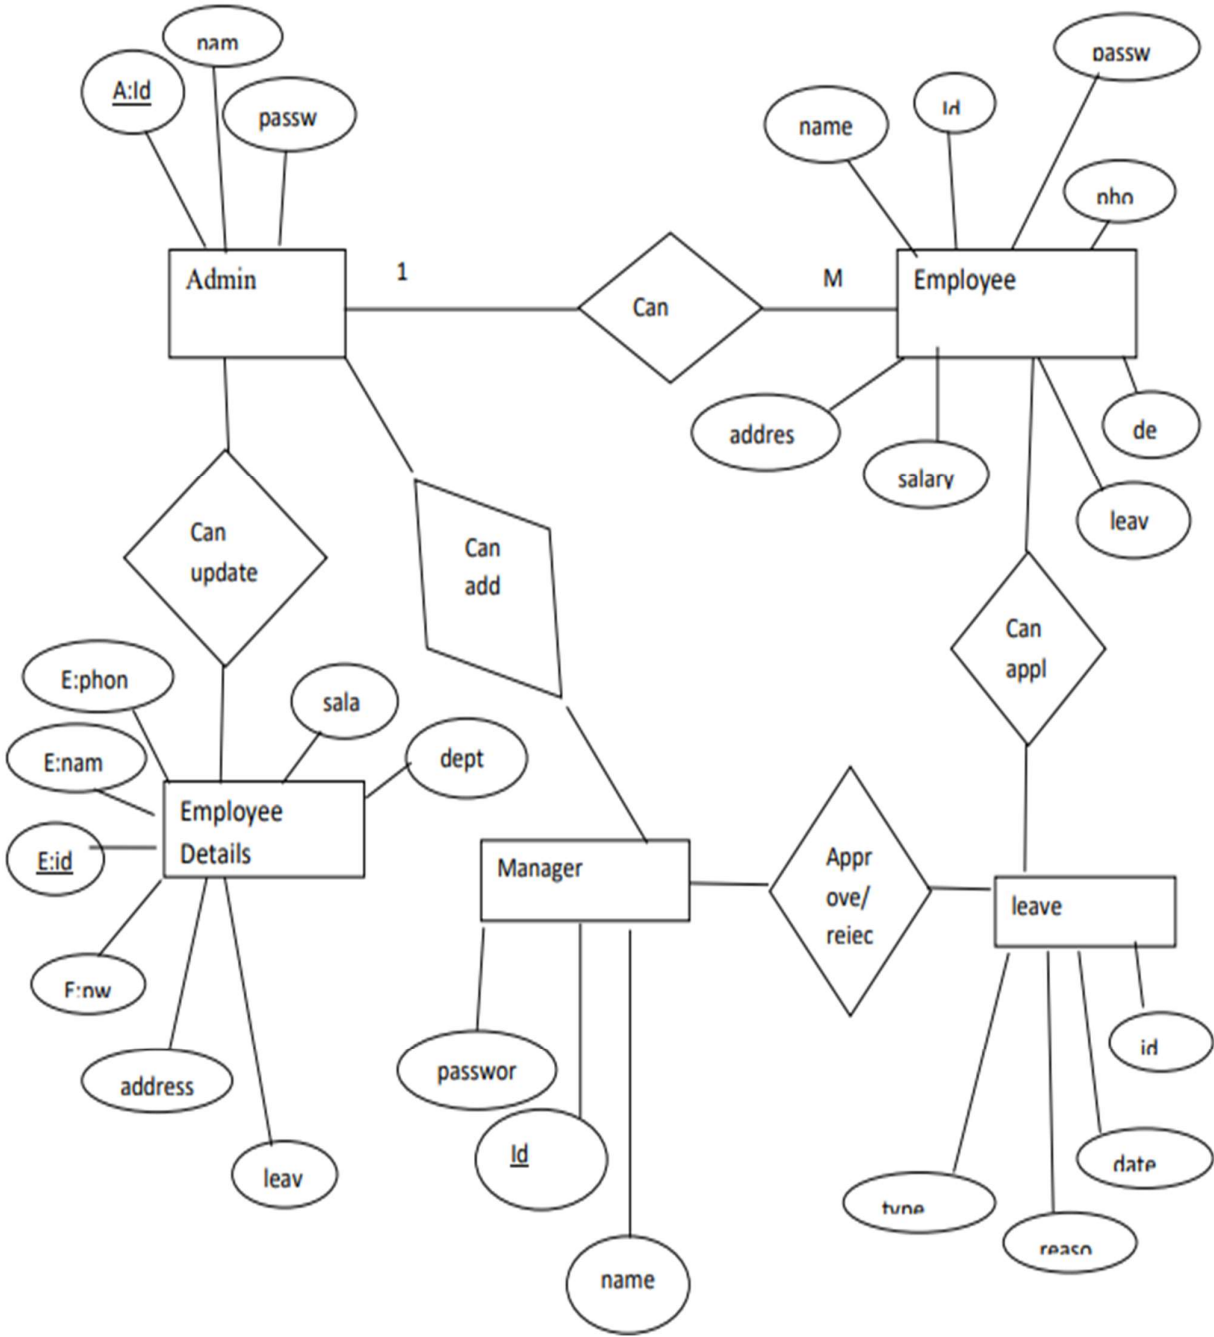 nam
A:Id
passw
passw
Id
name
pho
Admin
1
Can
M
Employee
addres
salary
de
leav
Can
update
Can
add
Can
appl
E:phon
sala
E:nam
dept
Employee
Details
E:id
E:pw
address
leav
Manager
Appr
ove/
rejec
leave
passwor
Id
name
id
date
type
reaso